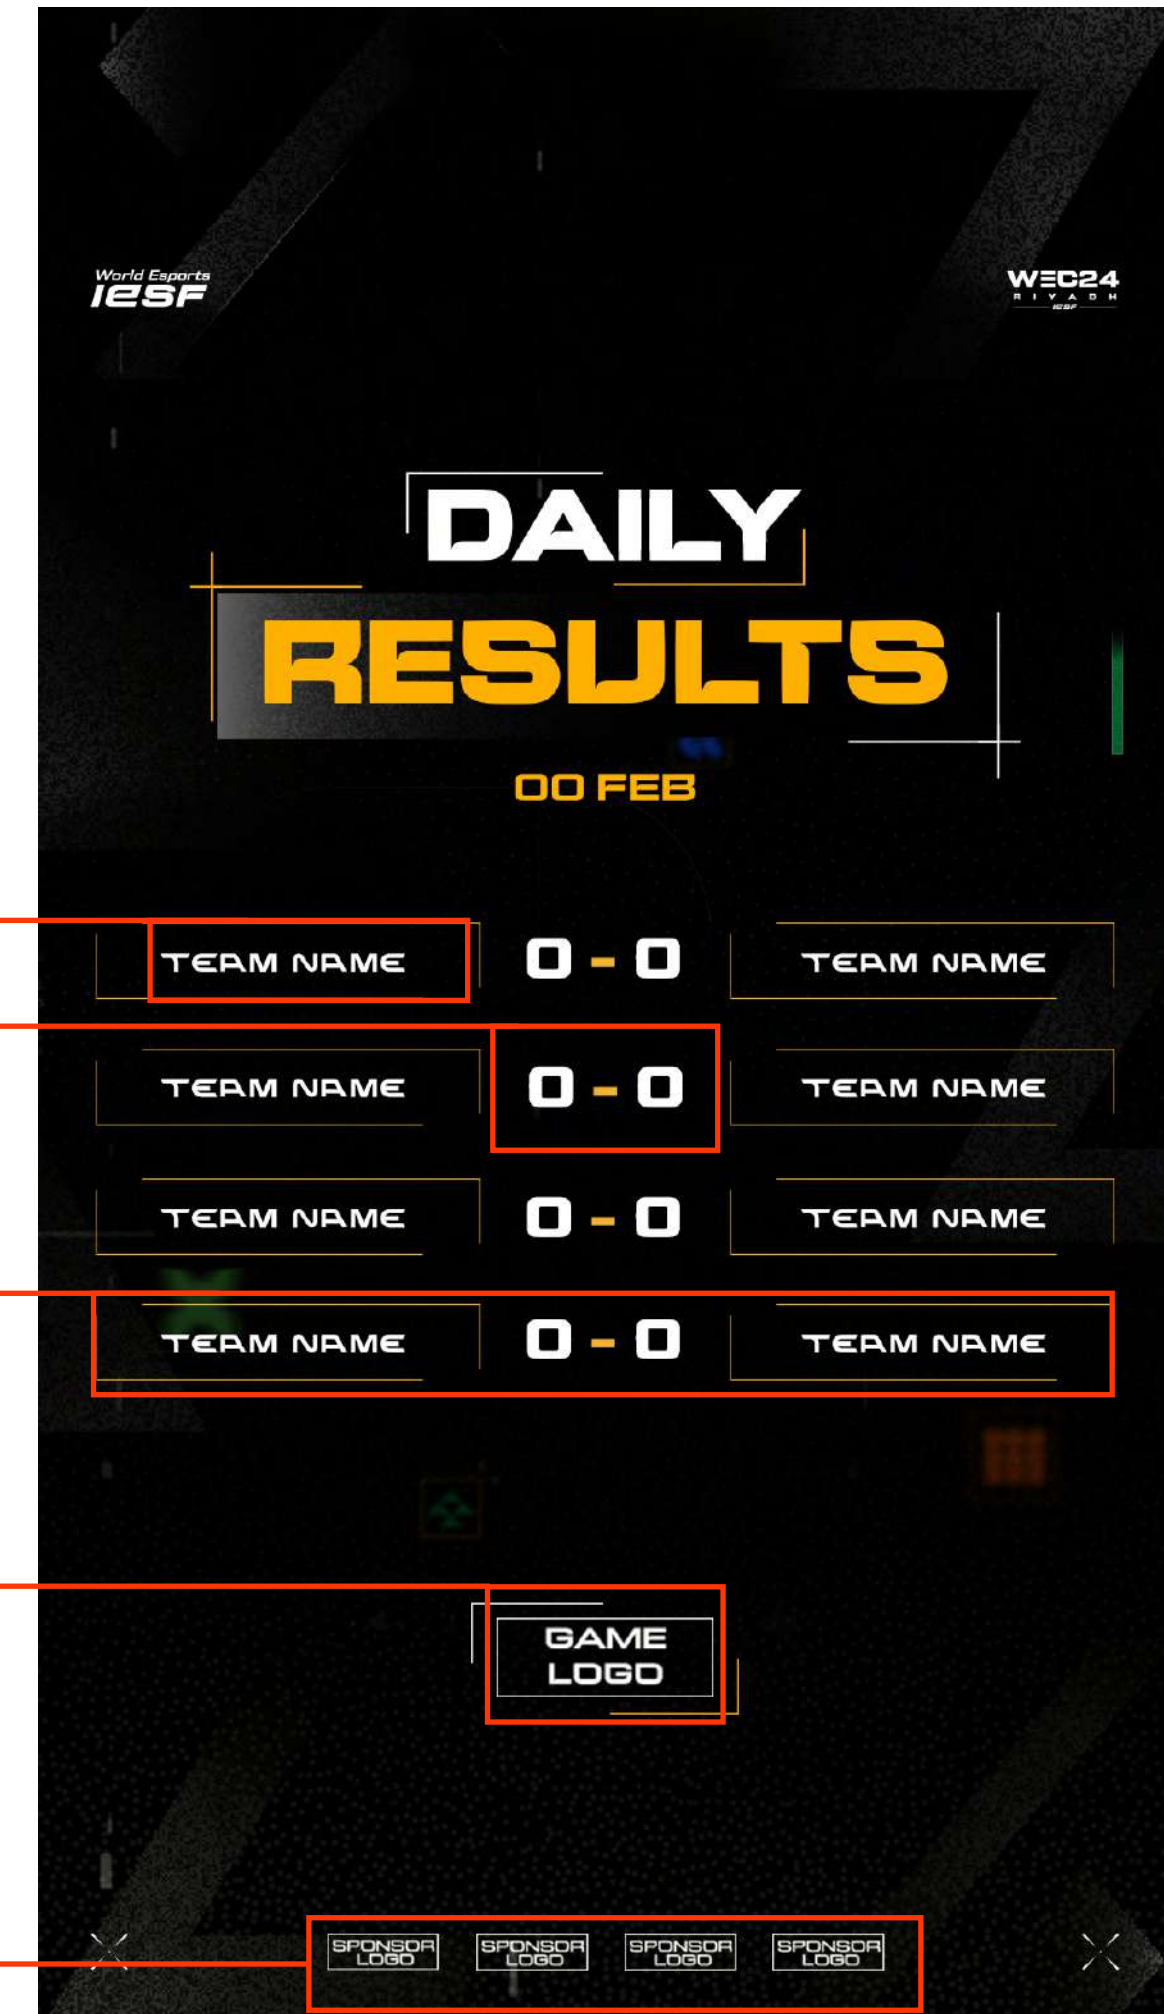 World Esports
IESF
WEC24
RIYADH
IESF
DAILY
RESULTS
00 FEB
TEAM NAME 0 - 0 TEAM NAME
TEAM NAME 0 - 0 TEAM NAME
TEAM NAME 0 - 0 TEAM NAME
TEAM NAME 0 - 0 TEAM NAME
GAME
LOGO
SPONSOR LOGO SPONSOR LOGO SPONSOR LOGO SPONSOR LOGO